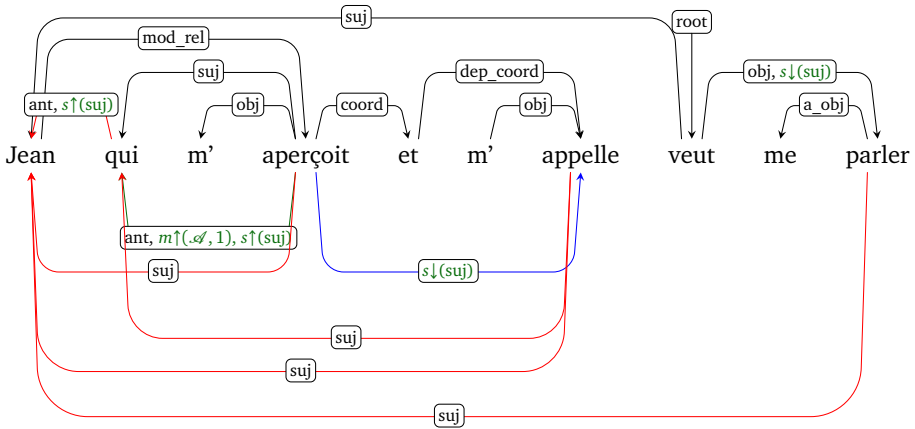 suj
root
mod_rel
suj
dep_coord
obj, s↓(suj)
ant, s↑(suj)
obj
coord
obj
a_obj
Jean qui m’ aperçoit et m’ appelle veut me parler
ant, m↑(𝒜, 1), s↑(suj)
suj
s↓(suj)
suj
suj
suj